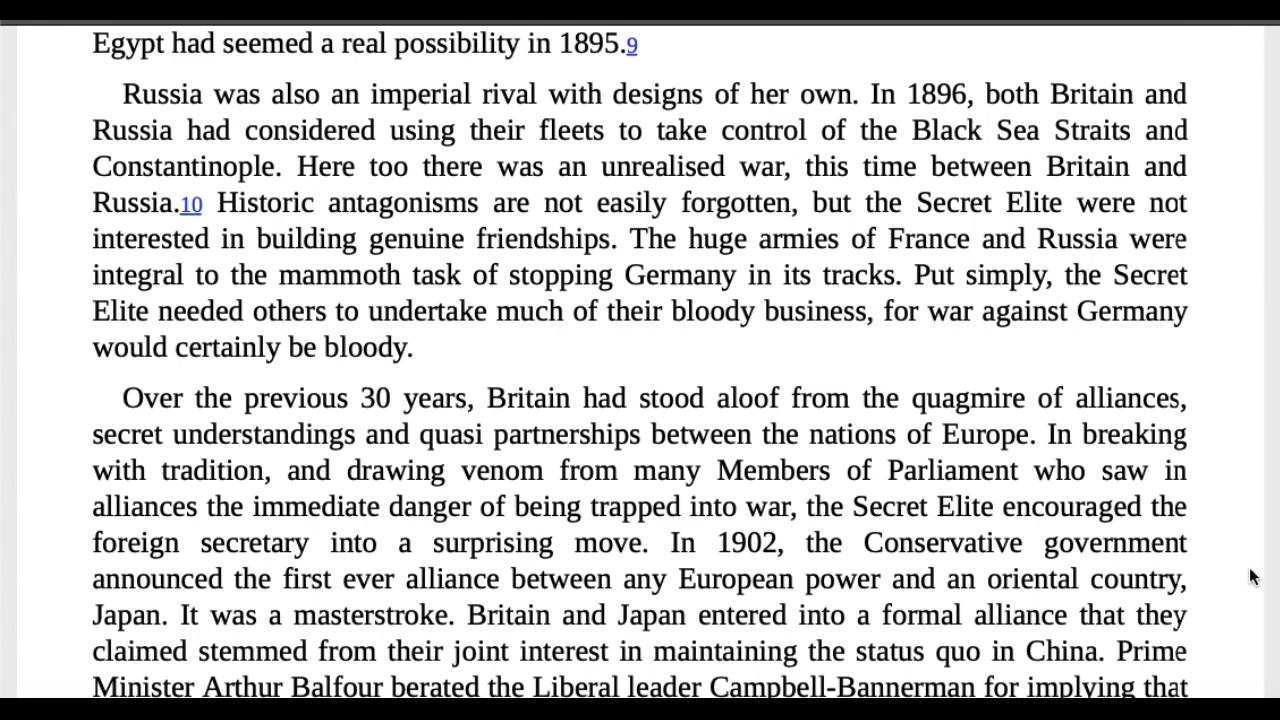 Egypt had seemed a real possibility in 1895.9
Russia was also an imperial rival with designs of her own. In 1896, both Britain and
Russia had considered using their fleets to take control of the Black Sea Straits and
Constantinople. Here too there was an unrealised war, this time between Britain and
Russia.10 Historic antagonisms are not easily forgotten, but the Secret Elite were not
interested in building genuine friendships. The huge armies of France and Russia were
integral to the mammoth task of stopping Germany in its tracks. Put simply, the Secret
Elite needed others to undertake much of their bloody business, for war against Germany
would certainly be bloody.
Over the previous 30 years, Britain had stood aloof from the quagmire of alliances,
secret understandings and quasi partnerships between the nations of Europe. In breaking
with tradition, and drawing venom from many Members of Parliament who saw in
alliances the immediate danger of being trapped into war, the Secret Elite encouraged the
foreign secretary into a surprising move. In 1902, the Conservative government
announced the first ever alliance between any European power and an oriental country,
Japan. It was a masterstroke. Britain and Japan entered into a formal alliance that they
claimed stemmed from their joint interest in maintaining the status quo in China. Prime
Minister Arthur Balfour berated the Liberal leader Campbell-Bannerman for implying that